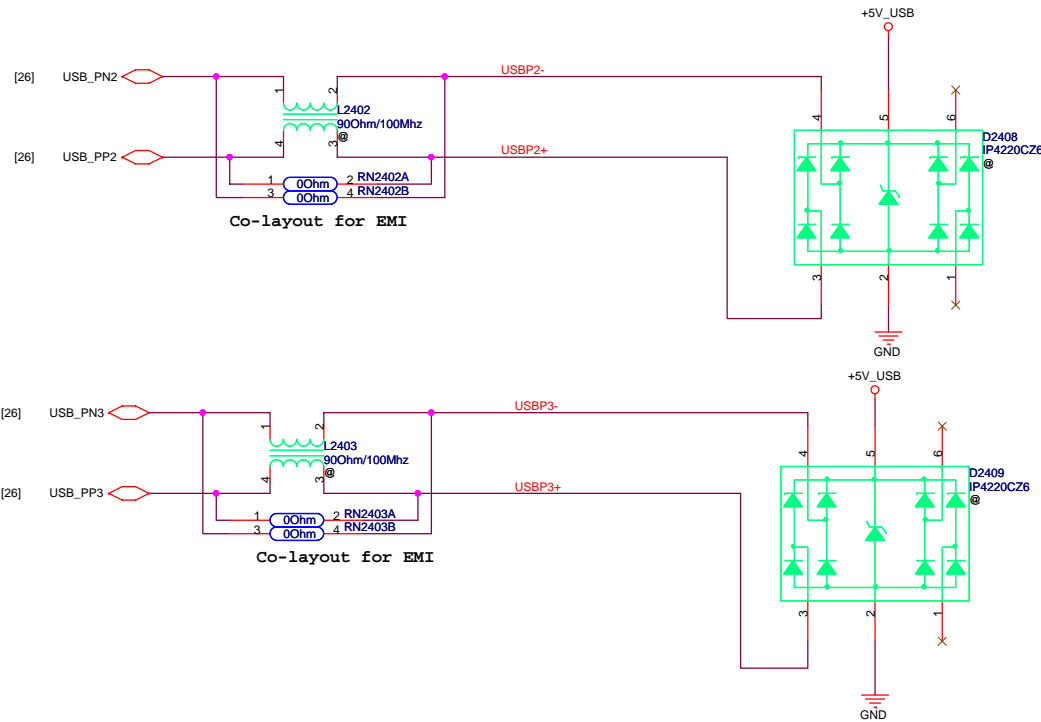 +5V_USB
[26] USB_PN2 USBP2-
1 2
L2402
90Ohm/100Mhz
@
4 3
[26] USB_PP2 USBP2+
1 0Ohm 2 RN2402A
3 0Ohm 4 RN2402B
Co-layout for EMI
4 5 6
D2408
IP4220CZ6
@
3 2 1
GND
+5V_USB
[26] USB_PN3 USBP3-
1 2
L2403
90Ohm/100Mhz
@
4 3
[26] USB_PP3 USBP3+
1 0Ohm 2 RN2403A
3 0Ohm 4 RN2403B
Co-layout for EMI
4 5 6
D2409
IP4220CZ6
@
3 2 1
GND